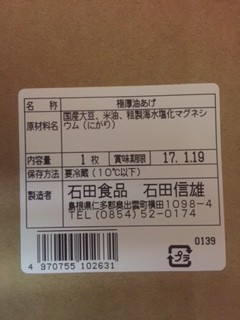 名　称 極厚油あげ
原材料名 国産大豆、米油、粗製海水塩化マグネシ
ウム（にがり）
内容量 1 枚 賞味期限 17.1.19
保存方法 要冷蔵（10℃以下）
製造者 石田食品　石田信雄
島根県仁多郡奥出雲町横田1098-4
TEL（0854）52-0174
4 970755 102631
プラ
0139